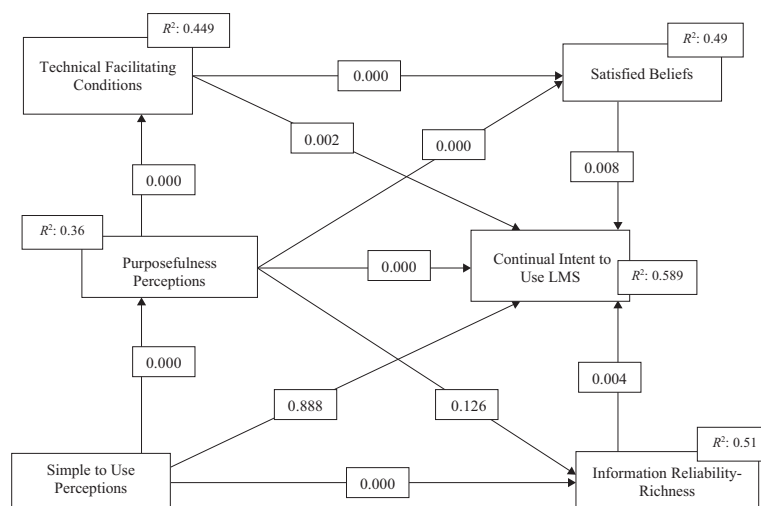 R²: 0.449
Technical Facilitating
Conditions
R²: 0.49
Satisfied Beliefs
0.000
0.002
0.000
0.008
0.000
R²: 0.36
Purposefulness
Perceptions
0.000
Continual Intent to
Use LMS
R²: 0.589
0.000
0.888
0.126
0.004
Simple to Use
Perceptions
0.000
R²: 0.51
Information Reliability-
Richness